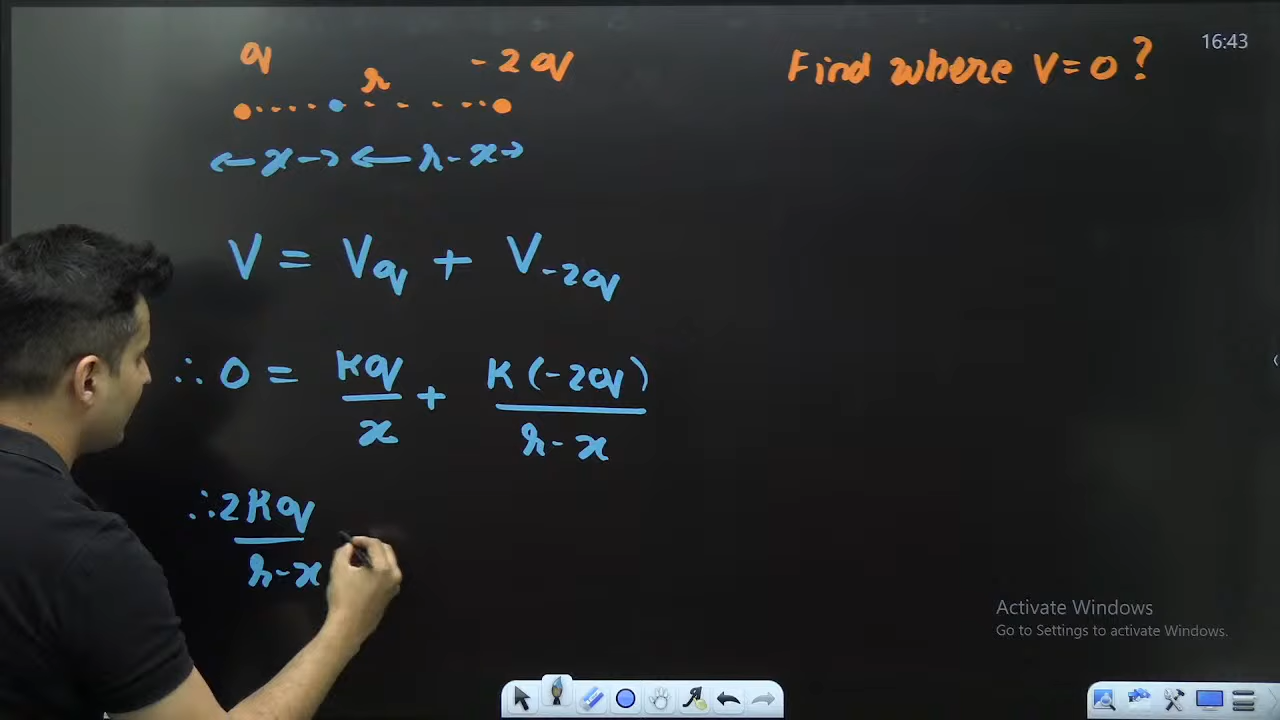 q
-2q
r
Find where V=0?
16:43
x
r-x
V = Vq + V-2q
∴ 0 = Kq/x + K(-2q)/r-x
∴ 2Kq/r-x
Activate Windows
Go to Settings to activate Windows.